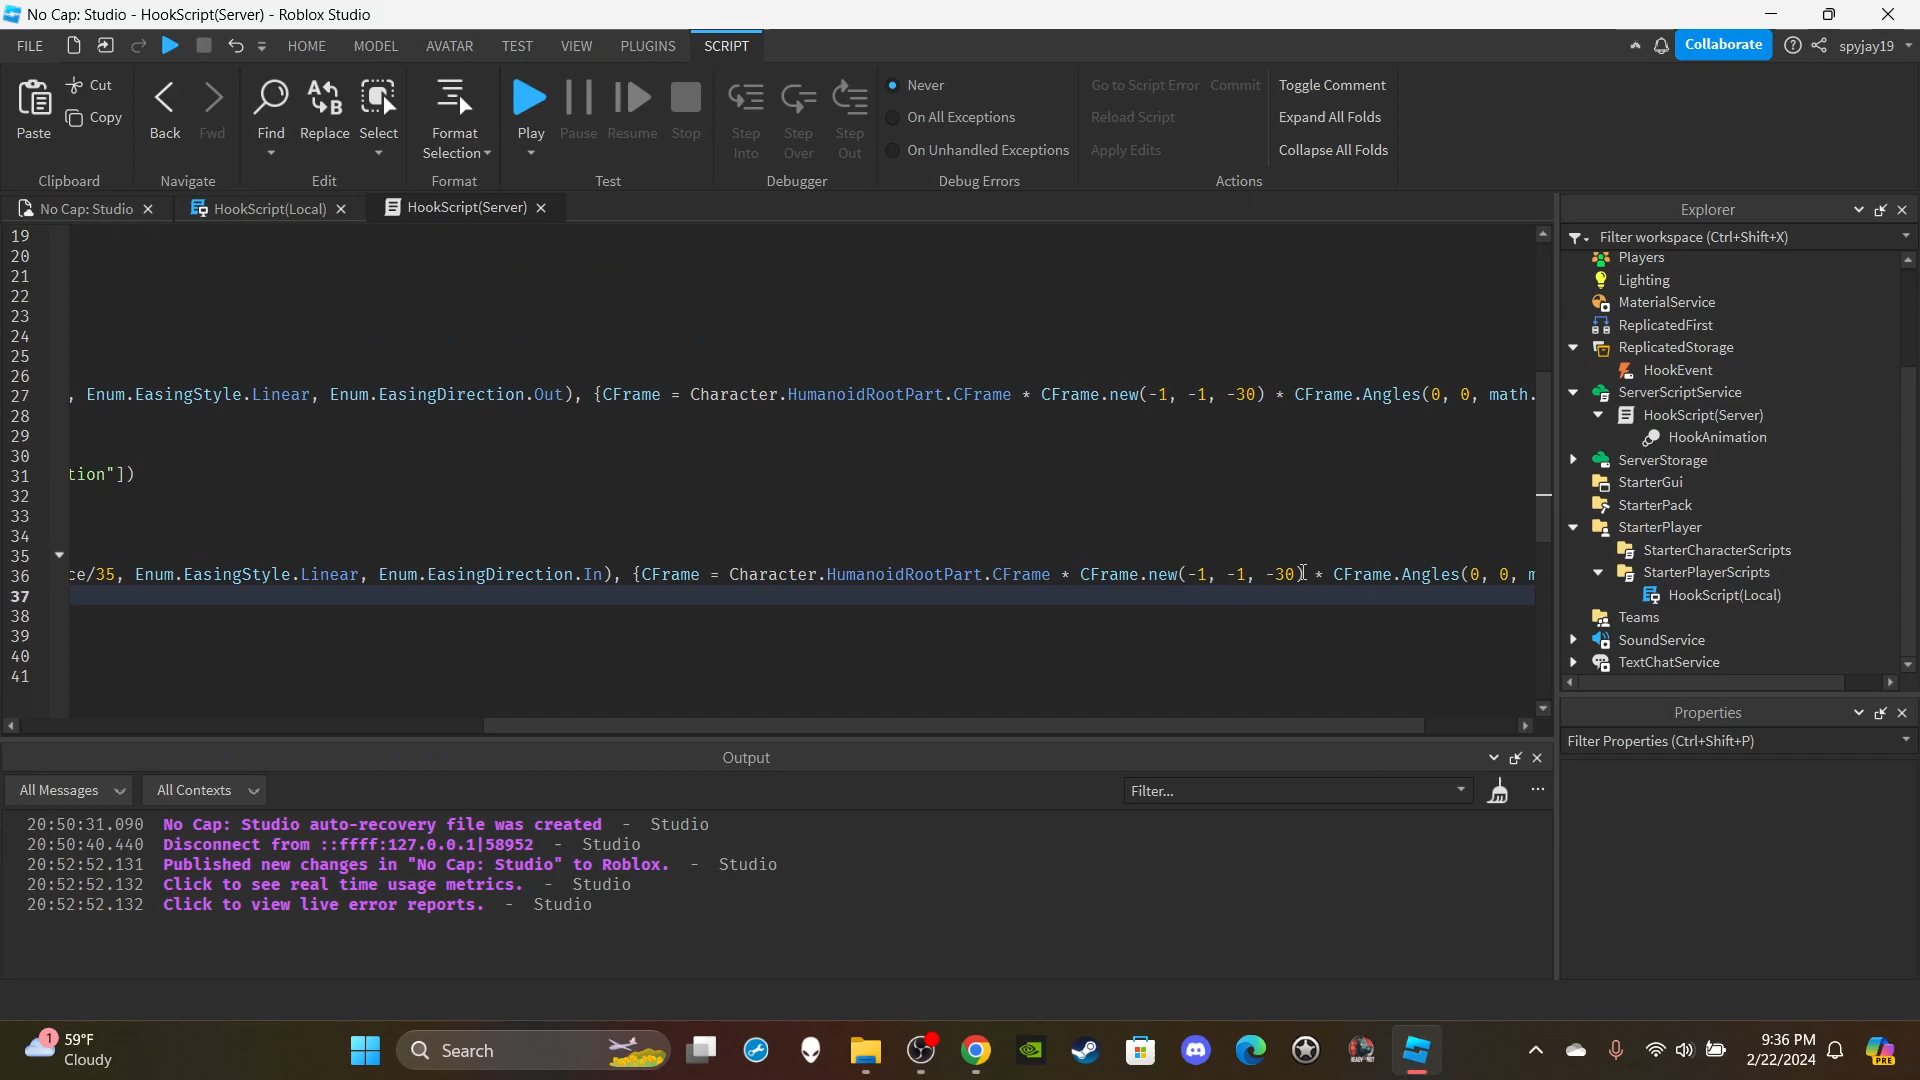 No Cap: Studio - HookScript(Server) - Roblox Studio
FILE HOME MODEL AVATAR TEST VIEW PLUGINS SCRIPT Collaborate spyjay19
Paste Cut Copy Back Fwd Find Replace Select Format Selection Play Pause Resume Stop Step Into Step Over Step Out
Never
On All Exceptions
On Unhandled Exceptions
Go to Script Error Commit
Reload Script
Apply Edits
Toggle Comment
Expand All Folds
Collapse All Folds
Clipboard Navigate Edit Format Test Debugger Debug Errors Actions
No Cap: Studio HookScript(Local) HookScript(Server)
19
20
21
22
23
24
25
26
27 , Enum.EasingStyle.Linear, Enum.EasingDirection.Out), {CFrame = Character.HumanoidRootPart.CFrame * CFrame.new(-1, -1, -30) * CFrame.Angles(0, 0, math.
28
29
30
31 tion"])
32
33
34
35
36 ce/35, Enum.EasingStyle.Linear, Enum.EasingDirection.In), {CFrame = Character.HumanoidRootPart.CFrame * CFrame.new(-1, -1, -30) * CFrame.Angles(0, 0, m
37
38
39
40
41
Explorer
Filter workspace (Ctrl+Shift+X)
Players
Lighting
MaterialService
ReplicatedFirst
ReplicatedStorage
HookEvent
ServerScriptService
HookScript(Server)
HookAnimation
ServerStorage
StarterGui
StarterPack
StarterPlayer
StarterCharacterScripts
StarterPlayerScripts
HookScript(Local)
Teams
SoundService
TextChatService
Properties
Filter Properties (Ctrl+Shift+P)
Output
All Messages All Contexts Filter...
20:50:31.090 No Cap: Studio auto-recovery file was created - Studio
20:50:40.440 Disconnect from ::ffff:127.0.0.1|58952 - Studio
20:52:52.131 Published new changes in "No Cap: Studio" to Roblox. - Studio
20:52:52.132 Click to see real time usage metrics. - Studio
20:52:52.132 Click to view live error reports. - Studio
1
59°F
Cloudy
Search
9:36 PM
2/22/2024
PRE